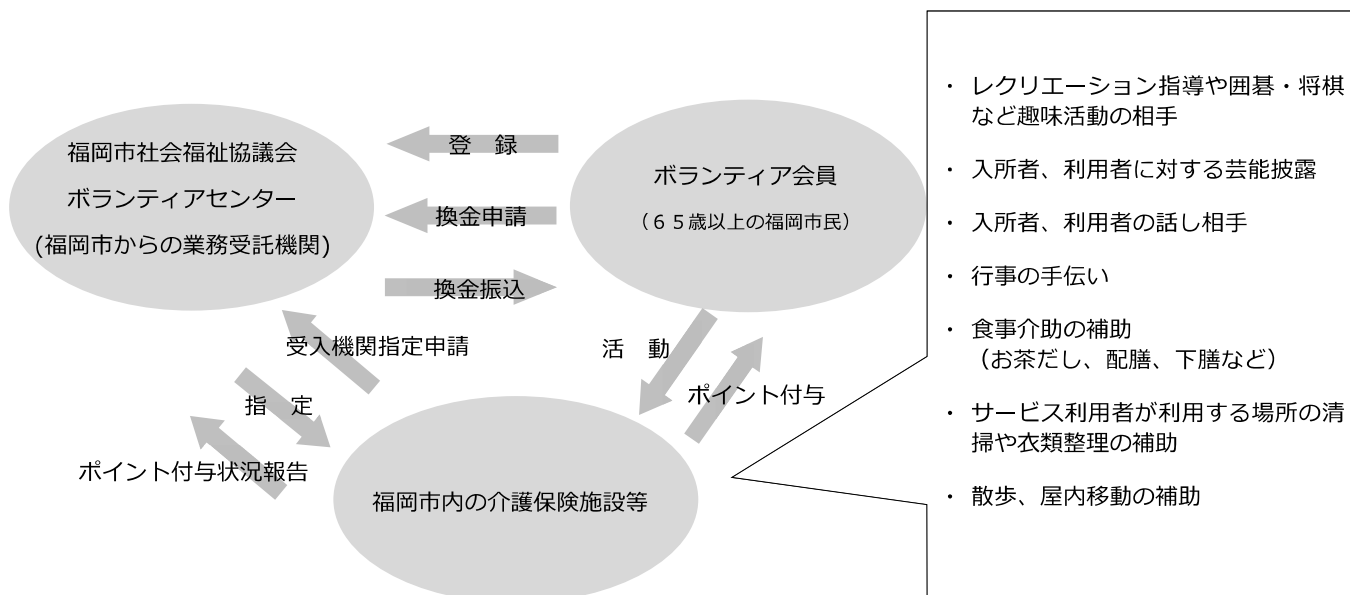 福岡市社会福祉協議会
ボランティアセンター
(福岡市からの業務受託機関)
登　録
換金申請
換金振込
ボランティア会員
（６５歳以上の福岡市民）
受入機関指定申請
指　定
ポイント付与状況報告
活　動
ポイント付与
福岡市内の介護保険施設等
・ レクリエーション指導や囲碁・将棋
など趣味活動の相手
・ 入所者、利用者に対する芸能披露
・ 入所者、利用者の話し相手
・ 行事の手伝い
・ 食事介助の補助
（お茶だし、配膳、下膳など）
・ サービス利用者が利用する場所の清
掃や衣類整理の補助
・ 散歩、屋内移動の補助